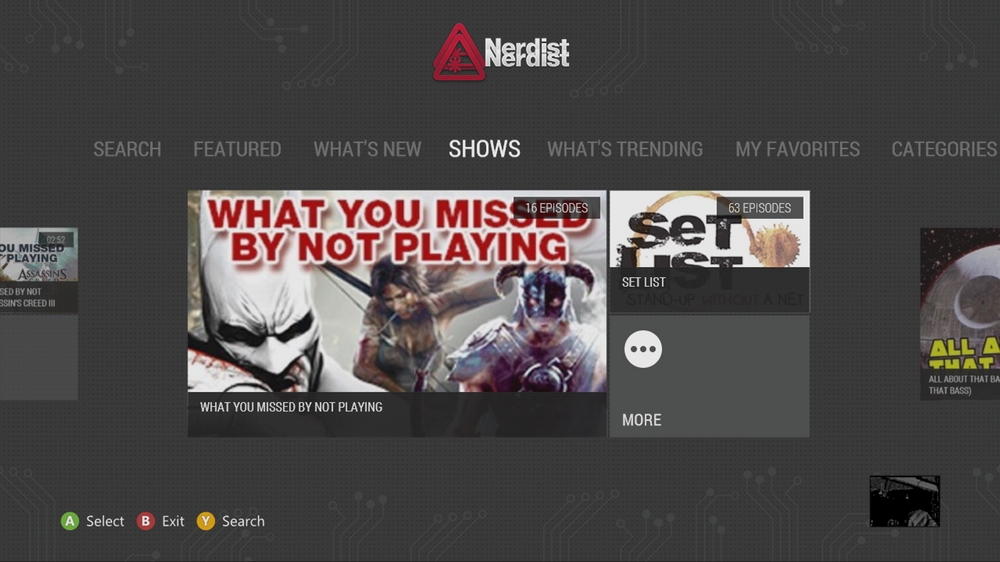 Nerdist
Nerdist
SEARCH FEATURED WHAT'S NEW SHOWS WHAT'S TRENDING MY FAVORITES CATEGORIES
WHAT YOU MISSED
BY NOT PLAYING
16 EPISODES
WHAT YOU MISSED BY NOT PLAYING
63 EPISODES
SeT
LIST
SET LIST
STAND-UP WITHOUT A NET
MORE
02:52
OU MISSED
PLAYING
ASSASSINS
SED BY NOT
SSIN'S CREED III
ALL A
THAT
ALL ABOUT THAT BA
THAT BASS)
A Select B Exit Y Search